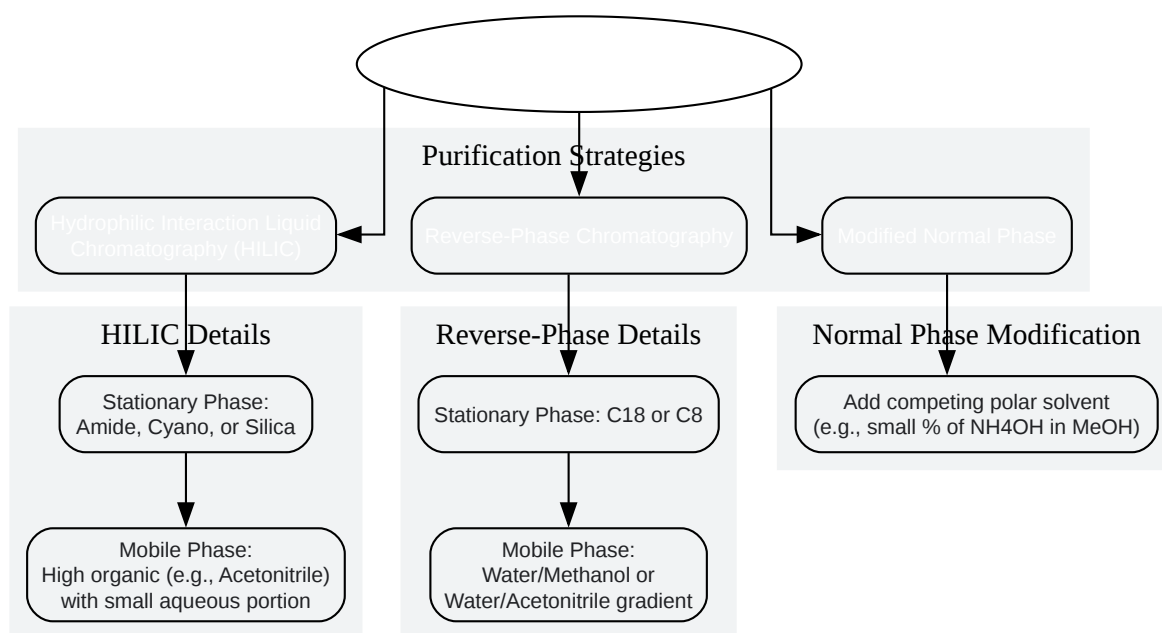 Purification Strategies
Hydrophilic Interaction Liquid
Chromatography (HILIC)
Reverse-Phase Chromatography
Modified Normal Phase
HILIC Details
Reverse-Phase Details
Normal Phase Modification
Stationary Phase:
Amide, Cyano, or Silica
Stationary Phase: C18 or C8
Add competing polar solvent
(e.g., small % of NH4OH in MeOH)
Mobile Phase:
High organic (e.g., Acetonitrile)
with small aqueous portion
Mobile Phase:
Water/Methanol or
Water/Acetonitrile gradient